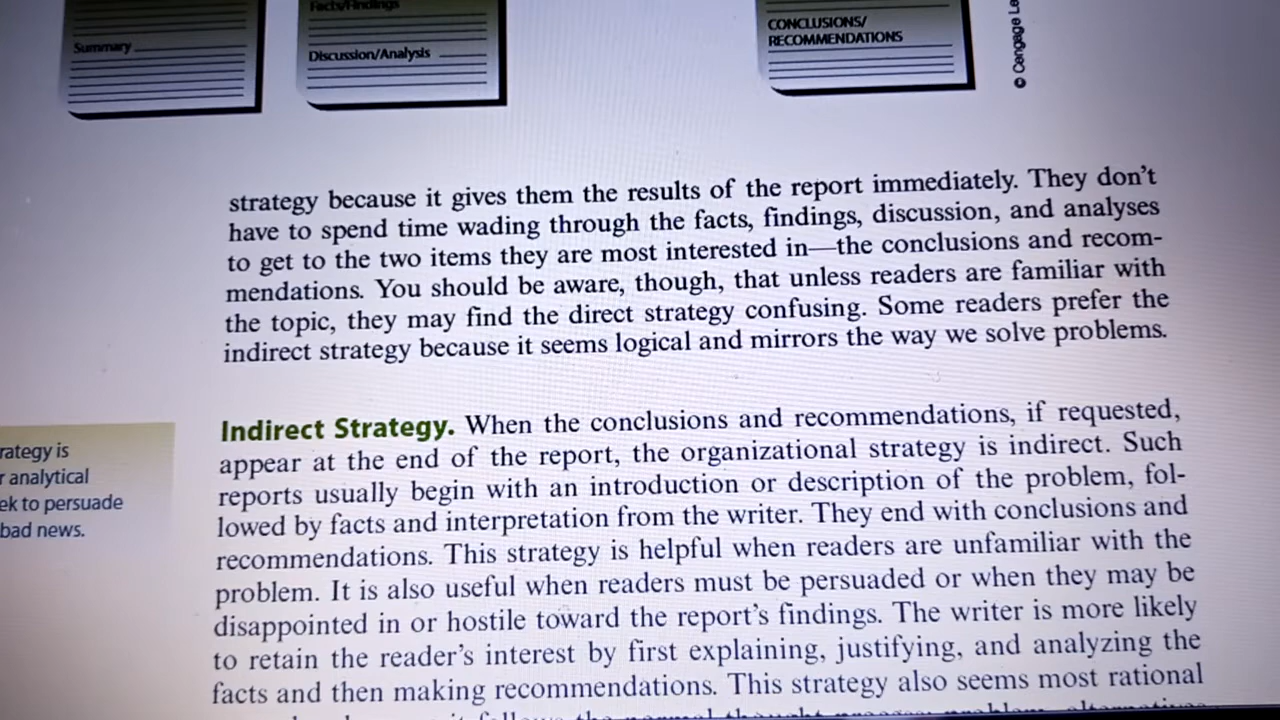 Facts/Findings
Summary
Discussion/Analysis
CONCLUSIONS/
RECOMMENDATIONS
© Cengage Le
strategy because it gives them the results of the report immediately. They don't
have to spend time wading through the facts, findings, discussion, and analyses
to get to the two items they are most interested in—the conclusions and recom-
mendations. You should be aware, though, that unless readers are familiar with
the topic, they may find the direct strategy confusing. Some readers prefer the
indirect strategy because it seems logical and mirrors the way we solve problems.
rategy is
r analytical
ek to persuade
bad news.
Indirect Strategy. When the conclusions and recommendations, if requested,
appear at the end of the report, the organizational strategy is indirect. Such
reports usually begin with an introduction or description of the problem, fol-
lowed by facts and interpretation from the writer. They end with conclusions and
recommendations. This strategy is helpful when readers are unfamiliar with the
problem. It is also useful when readers must be persuaded or when they may be
disappointed in or hostile toward the report's findings. The writer is more likely
to retain the reader's interest by first explaining, justifying, and analyzing the
facts and then making recommendations. This strategy also seems most rational
it follows the normal thought process